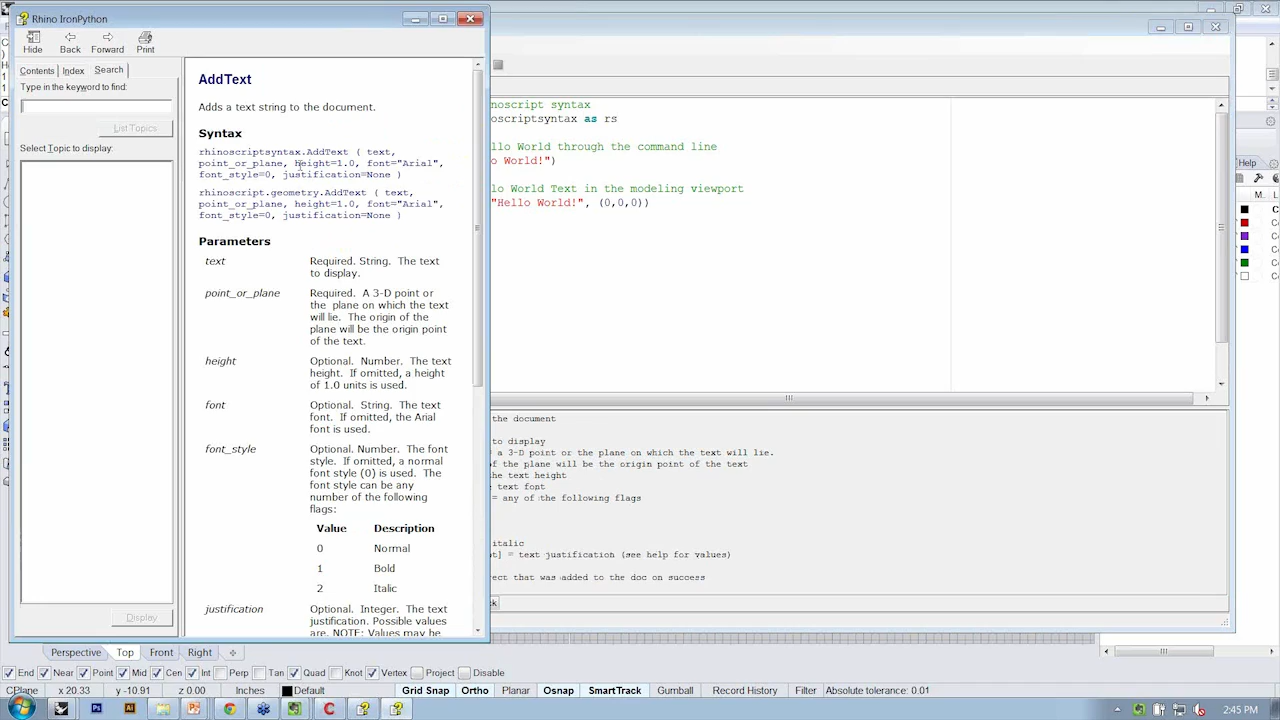 Rhino IronPython
Hide
Back
Forward
Print
Contents
Index
Search
Type in the keyword to find:
List Topics
Select Topic to display:
Display
AddText
Adds a text string to the document.
Syntax
rhinoscriptsyntax.AddText ( text,
point_or_plane, height=1.0, font="Arial",
font_style=0, justification=None )
rhinoscript.geometry.AddText ( text,
point_or_plane, height=1.0, font="Arial",
font_style=0, justification=None )
Parameters
text
Required. String. The text
to display.
point_or_plane
Required. A 3-D point or
the plane on which the text
will lie. The origin of the
plane will be the origin point
of the text.
height
Optional. Number. The text
height. If omitted, a height
of 1.0 units is used.
font
Optional. String. The text
font. If omitted, the Arial
font is used.
font_style
Optional. Number. The font
style. If omitted, a normal
font style (0) is used. The
font style can be any
number of the following
flags:
Value Description
0 Normal
1 Bold
2 Italic
justification
Optional. Integer. The text
justification. Possible values
are. NOTE: Values may be
noscript syntax
oscriptsyntax as rs
llo World through the command line
o World!")
lo World Text in the modeling viewport
"Hello World!", (0,0,0))
the document
to display
a 3-D point or the plane on which the text will lie.
of the plane will be the origin point of the text
the text height
text font
= any of the following flags
italic
] = text justification (see help for values)
ect that was added to the doc on success
Help
M.. L
Perspective
Top
Front
Right
End Near Point Mid Cen Int Perp Tan Quad Knot Vertex Project Disable
CPlane x 20.33 y -10.91 z 0.00 Inches Default Grid Snap Ortho Planar Osnap SmartTrack Gumball Record History Filter Absolute tolerance: 0.01
2:45 PM